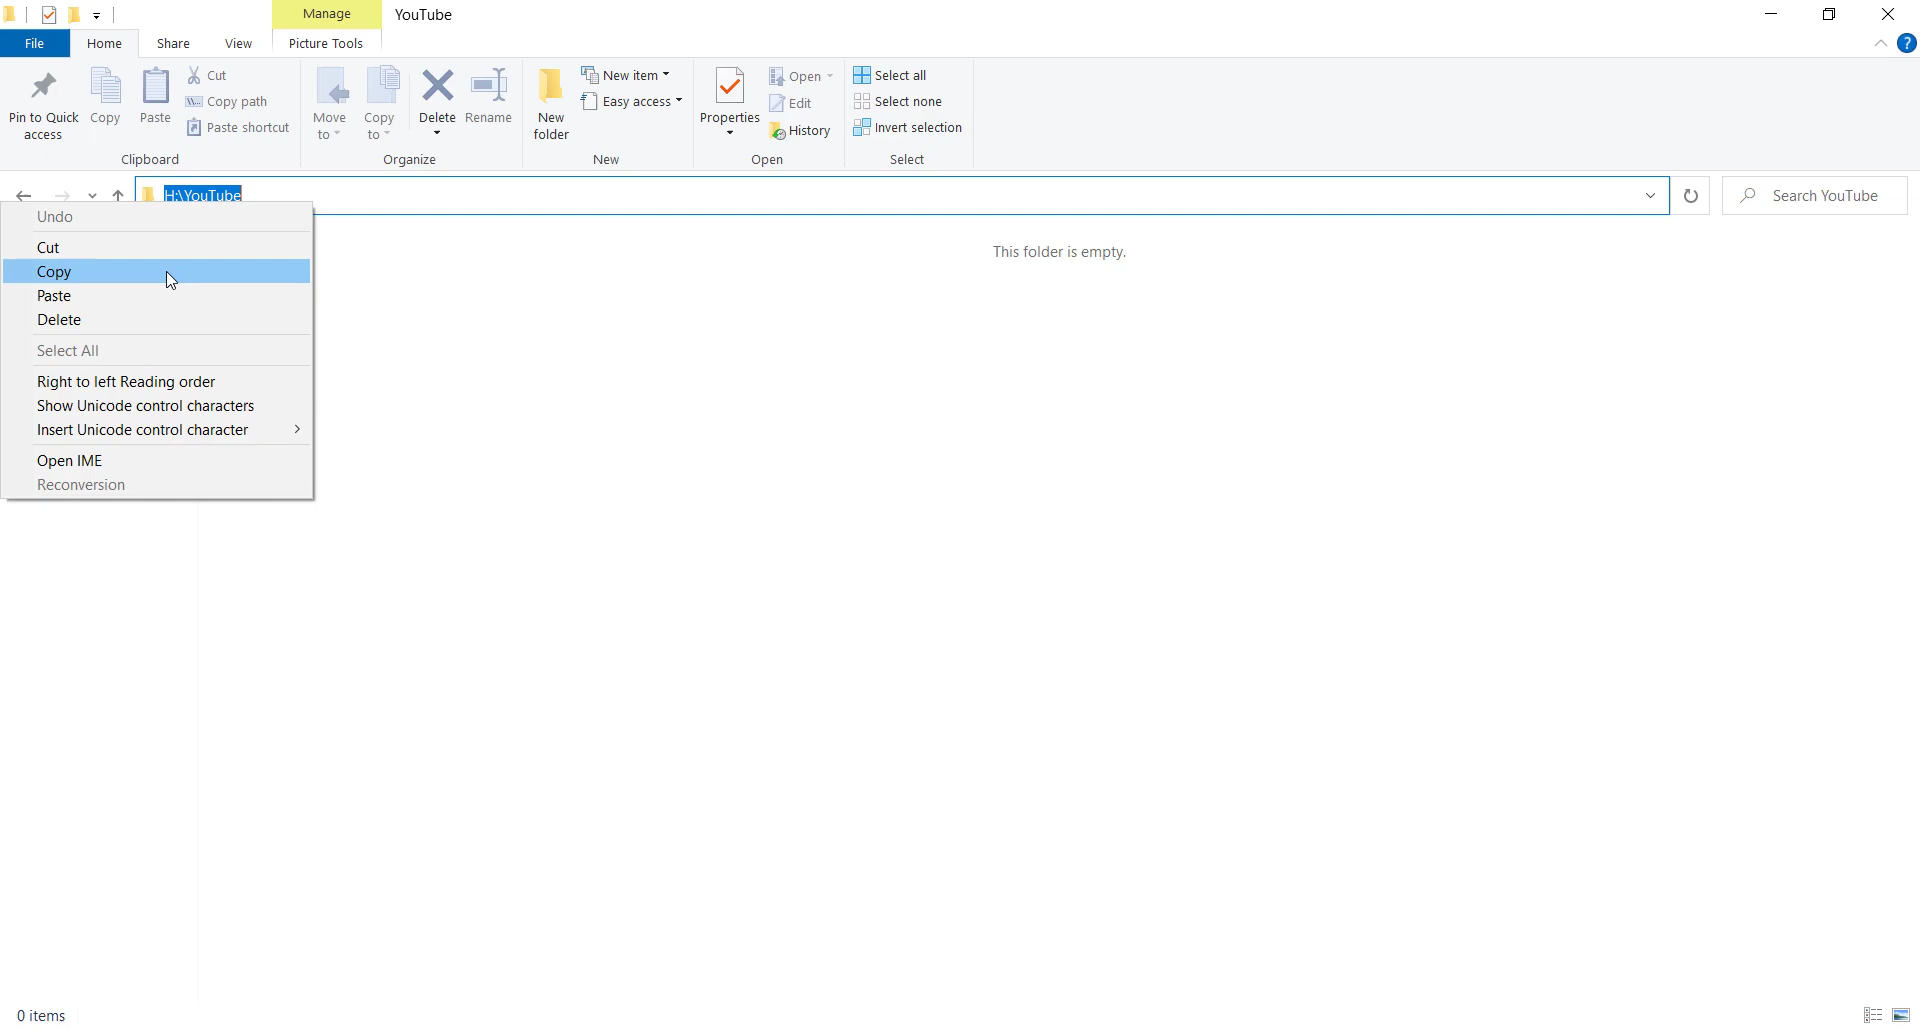 Manage YouTube
File Home Share View Picture Tools
Pin to Quick access
Copy
Paste
Cut
Copy path
Paste shortcut
Clipboard
Move to
Copy to
Delete
Rename
Organize
New folder
New item
Easy access
New
Properties
Open
Edit
History
Open
Select all
Select none
Invert selection
Select
H:\YouTube
Search YouTube
This folder is empty.
Undo
Cut
Copy
Paste
Delete
Select All
Right to left Reading order
Show Unicode control characters
Insert Unicode control character
Open IME
Reconversion
0 items